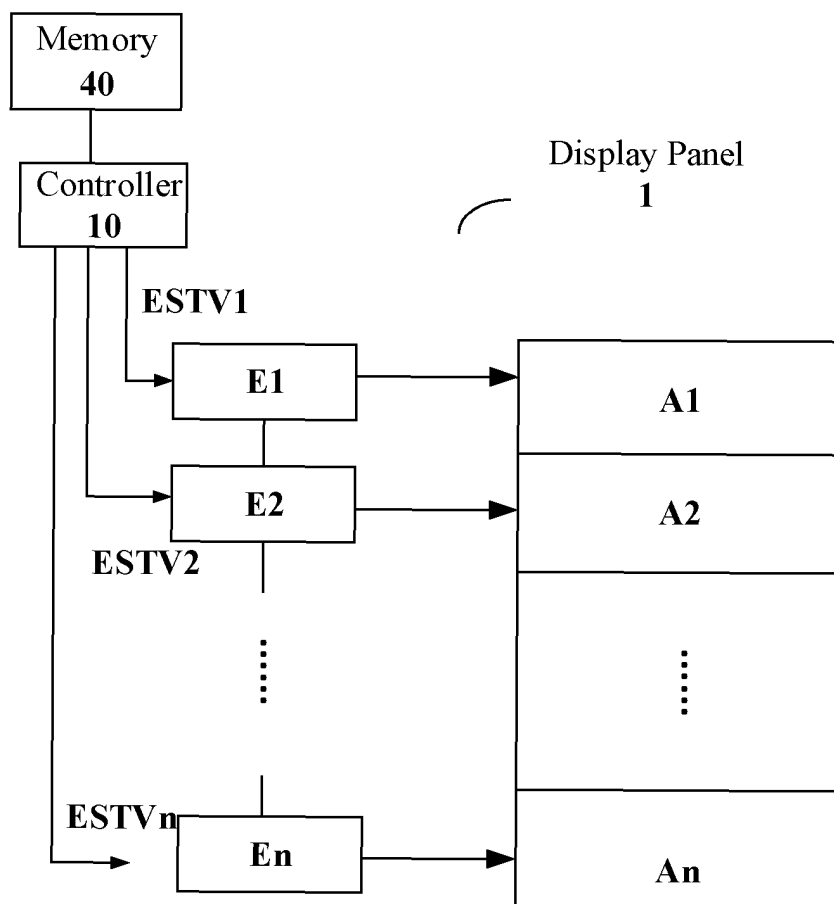 Memory
40
Controller
10
Display Panel
1
ESTV1
E1
A1
E2
A2
ESTV2
ESTVn
En
An